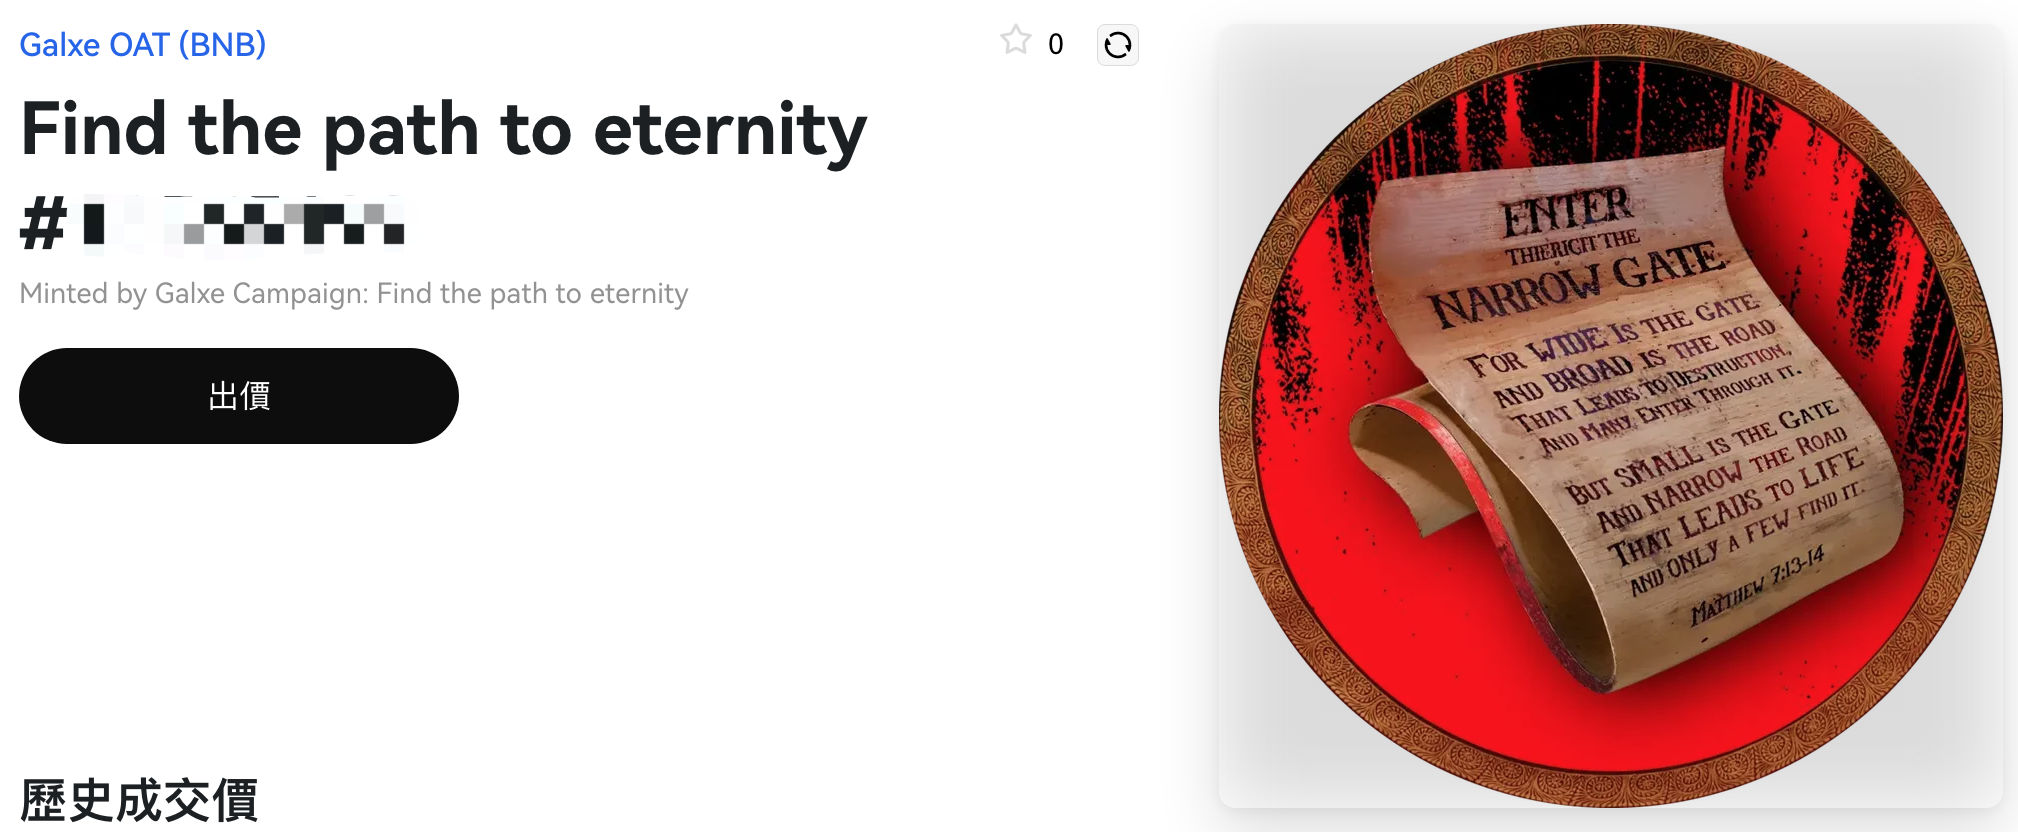 Galxe OAT (BNB)
0
Find the path to eternity
#
Minted by Galxe Campaign: Find the path to eternity
出價
歷史成交價
ENTER
THIERICIT THE
NARROW GATE
FOR WIDE IS THE GATE
AND BROAD IS THE ROAD
THAT LEADS TO DESTRUCTION,
AND MANY ENTER THROUGH IT.
BUT SMALL IS THE GATE
AND NARROW THE ROAD
THAT LEADS TO LIFE
AND ONLY A FEW FIND IT.
MATTHEW 7:13-14